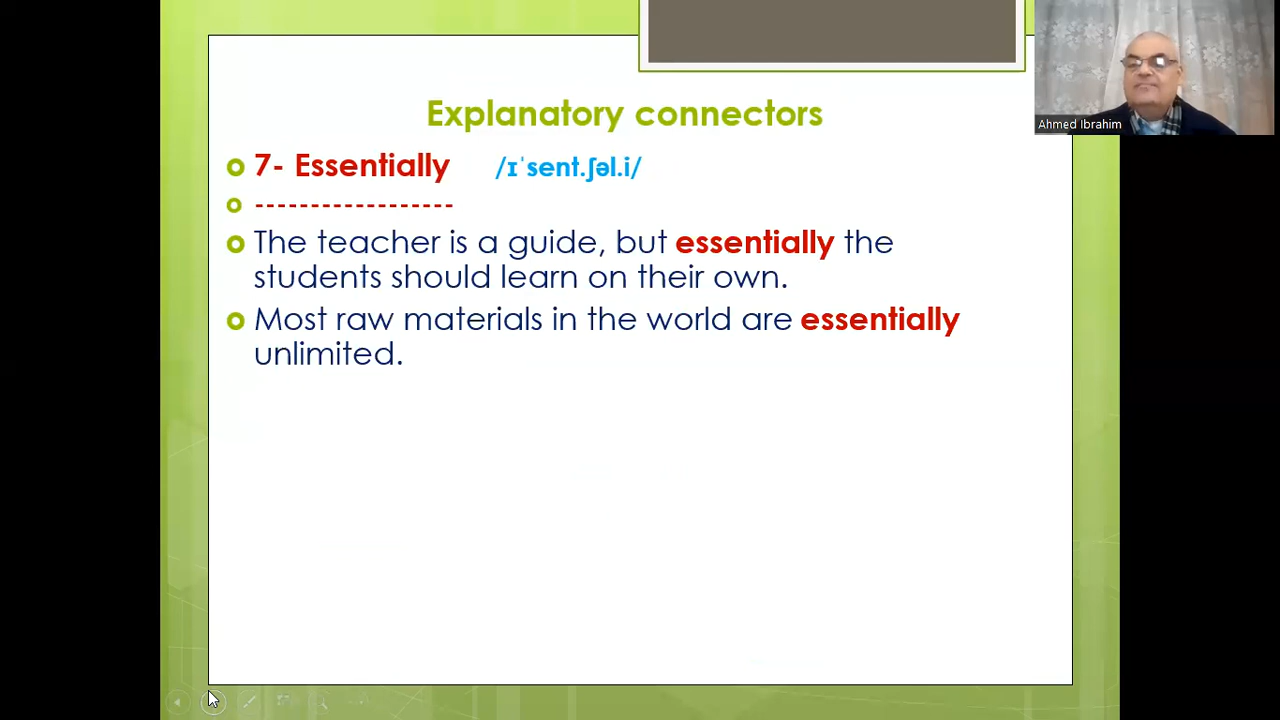 Explanatory connectors
7- Essentially /ɪˈsent.ʃəl.i/
------------------
The teacher is a guide, but essentially the
students should learn on their own.
Most raw materials in the world are essentially
unlimited.
Ahmed Ibrahim